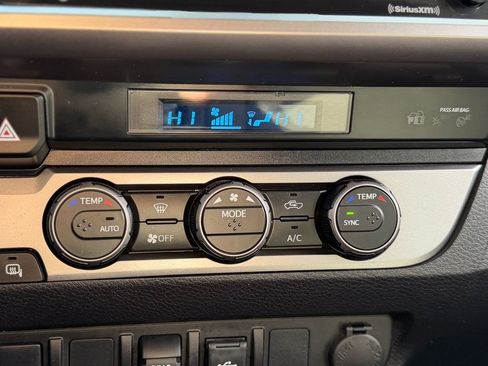 SiriusXM
HI HI
PASS AIR BAG
TEMP
AUTO
OFF
MODE
A/C
TEMP
SYNC